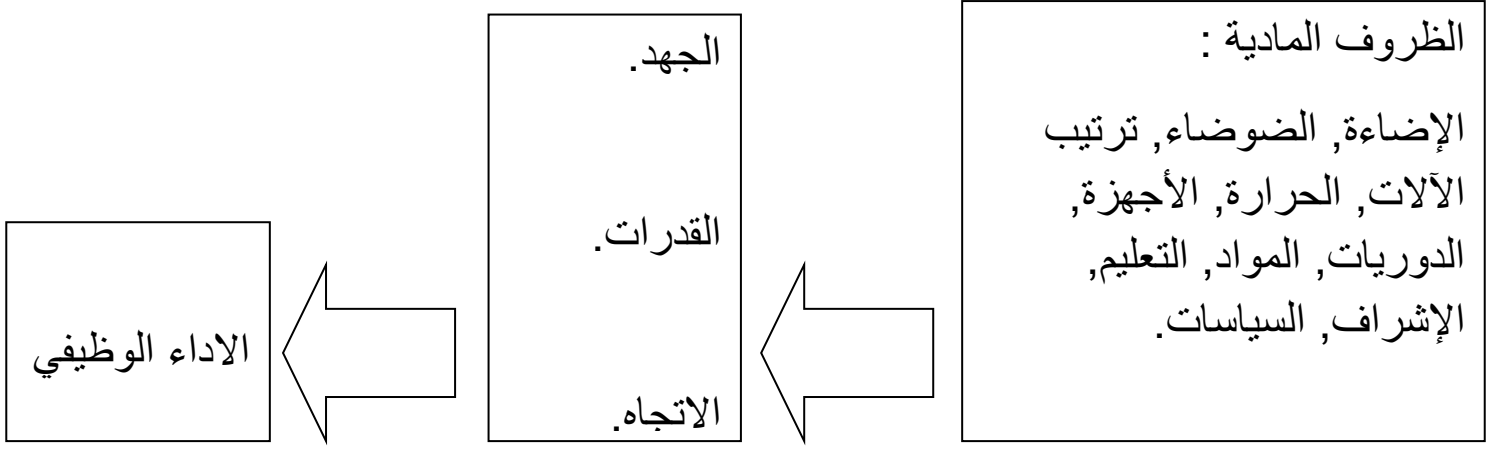 الظروف المادية :
الإضاءة, الضوضاء, ترتيب
الآلات, الحرارة, الأجهزة,
الدوريات, المواد, التعليم,
الإشراف, السياسات.
الجهد.
القدرات.
الاتجاه.
الاداء الوظيفي